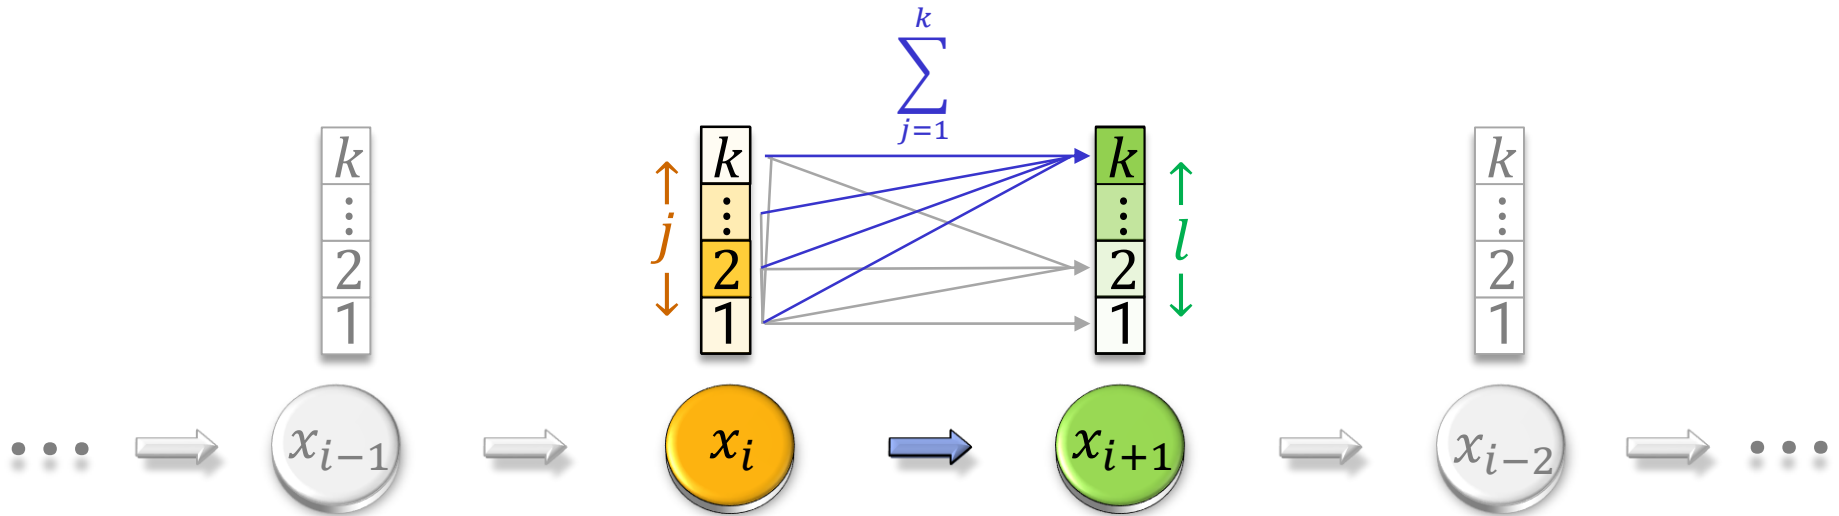 k
∑
j=1
k k k k
⋮ ⋮ ⋮ ⋮
j l
2 2 2 2
1 1 1 1
… x_{i−1} x_i x_{i+1} x_{i−2} …